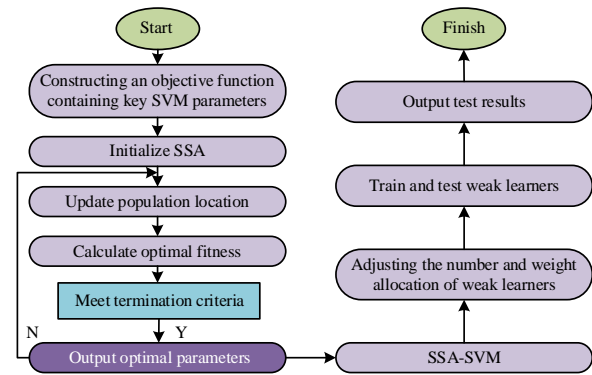 Start
Constructing an objective function
containing key SVM parameters
Initialize SSA
Update population location
Calculate optimal fitness
Meet termination criteria
N
Y
Output optimal parameters
SSA-SVM
Adjusting the number and weight
allocation of weak learners
Train and test weak learners
Output test results
Finish